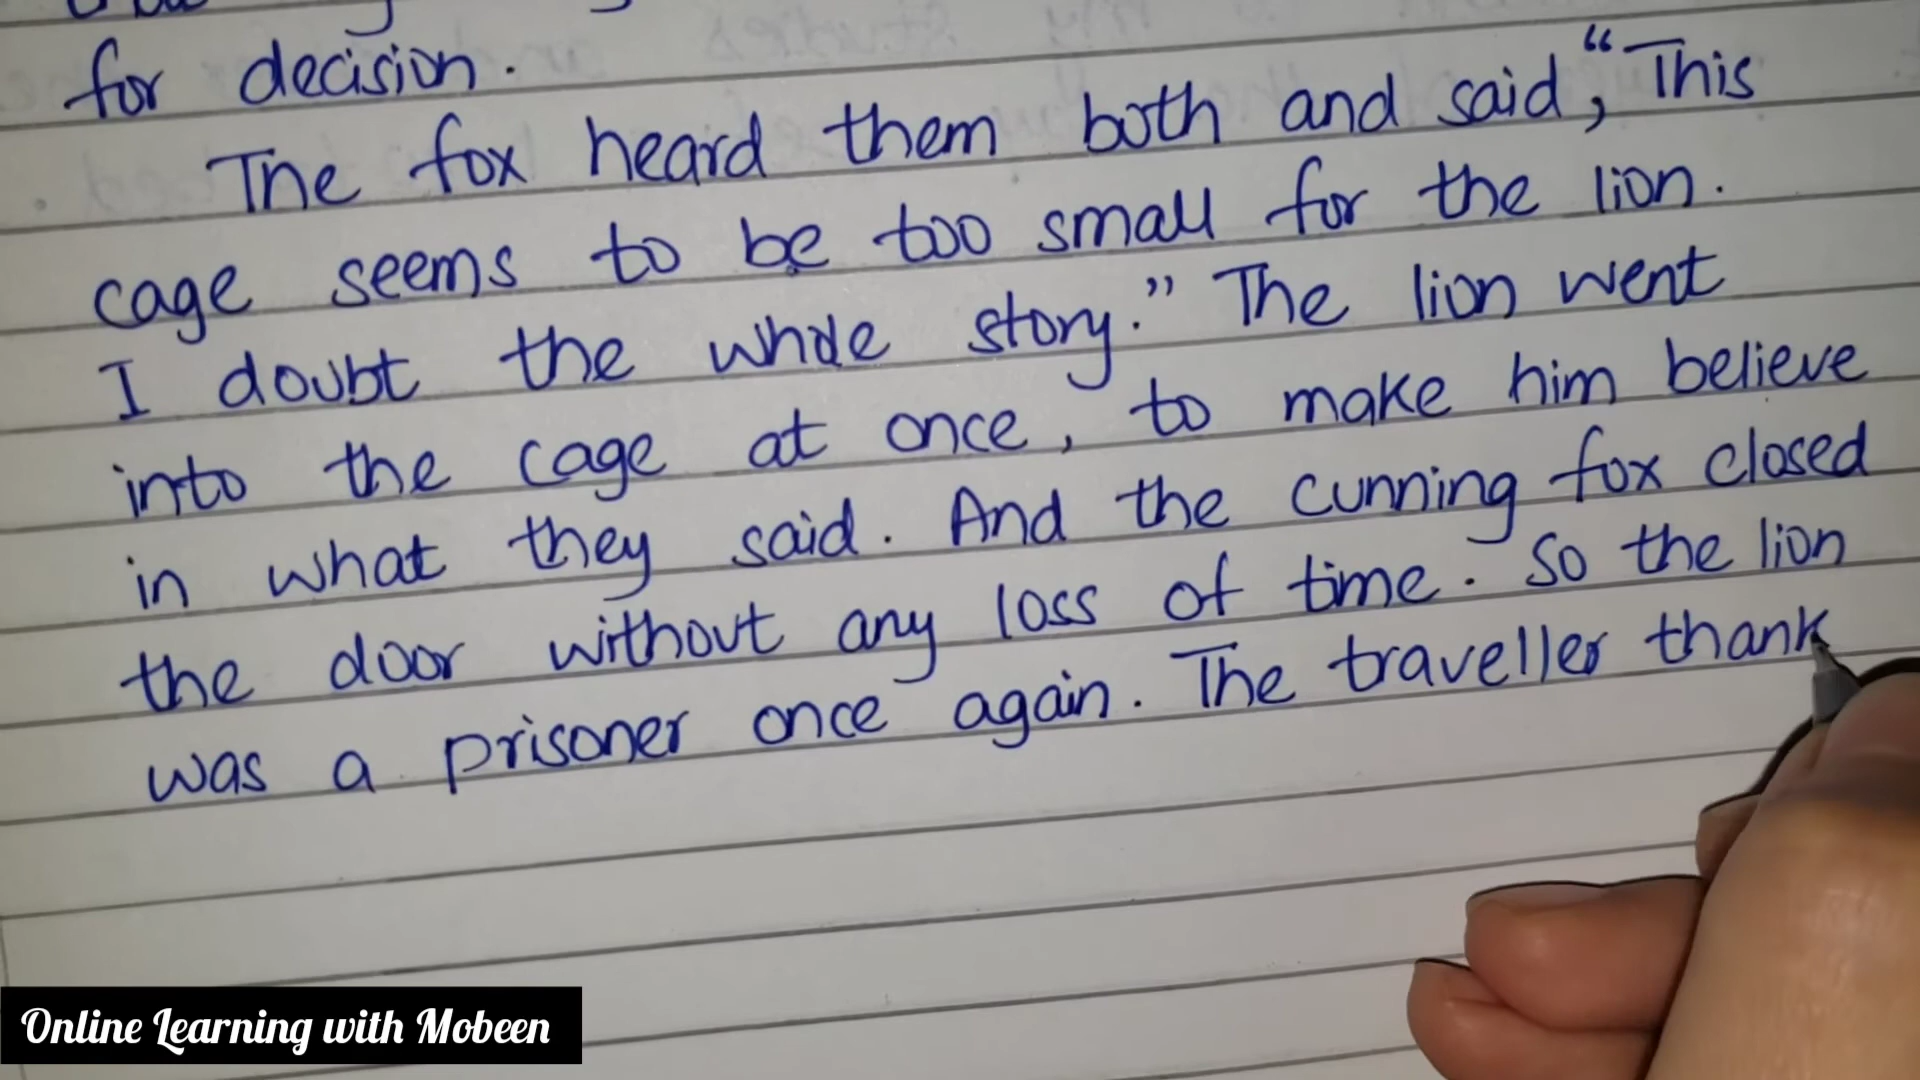 for decision.
The fox heard them both and said, "This
cage seems to be too small for the lion.
I doubt the whole story." The lion went
into the cage at once, to make him believe
in what they said. And the cunning fox closed
the door without any loss of time. So the lion
was a prisoner once again. The traveller thank
Online Learning with Mobeen